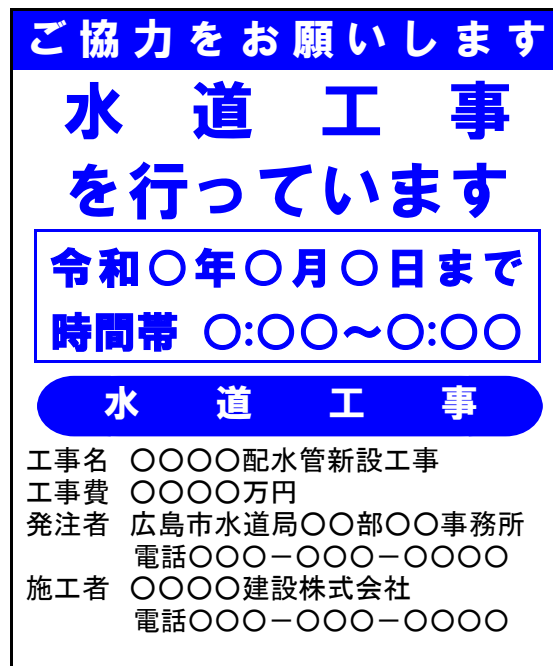 ご協力をお願いします
水道工事
を行っています
令和〇年〇月〇日まで
時間帯 〇:〇〇～〇:〇〇
水道工事
工事名 〇〇〇〇配水管新設工事
工事費 〇〇〇〇万円
発注者 広島市水道局〇〇部〇〇事務所
電話〇〇〇－〇〇〇－〇〇〇〇
施工者 〇〇〇〇建設株式会社
電話〇〇〇－〇〇〇－〇〇〇〇